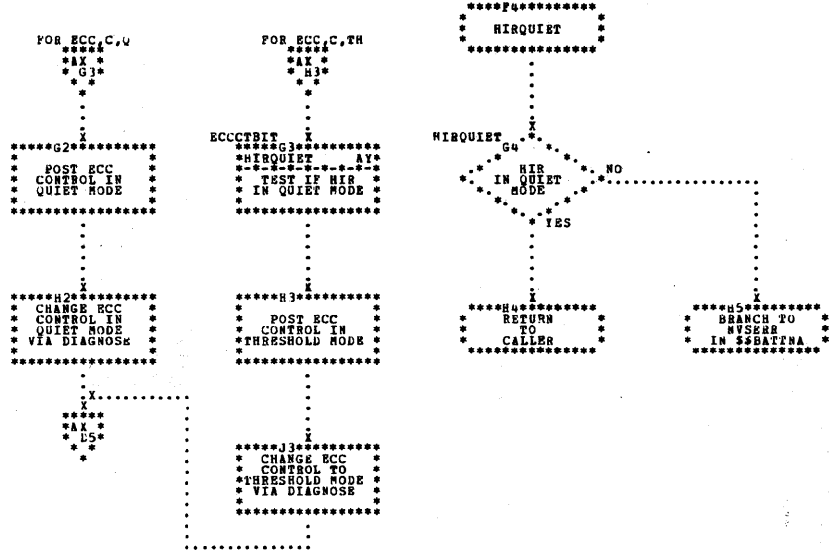 FOR ECC,C,Q
AX
G3
G2
POST ECC
CONTROL IN
QUIET MODE
H2
CHANGE ECC
CONTROL IN
QUIET MODE
VIA DIAGNOSE
X
AX
FOR ECC,C,TH
AX
H3
ECCCTBIT
G3
HIRQUIET AY
TEST IF HIR
IN QUIET MODE
H3
POST ECC
CONTROL IN
THRESHOLD MODE
J3
CHANGE ECC
CONTROL TO
THRESHOLD MODE
VIA DIAGNOSE
F4
HIRQUIET
HIRQUIET
G4
HIR
IN QUIET
MODE
NO
YES
H4
RETURN
TO
CALLER
H5
BRANCH TO
NVSERR
IN $$BATTNA